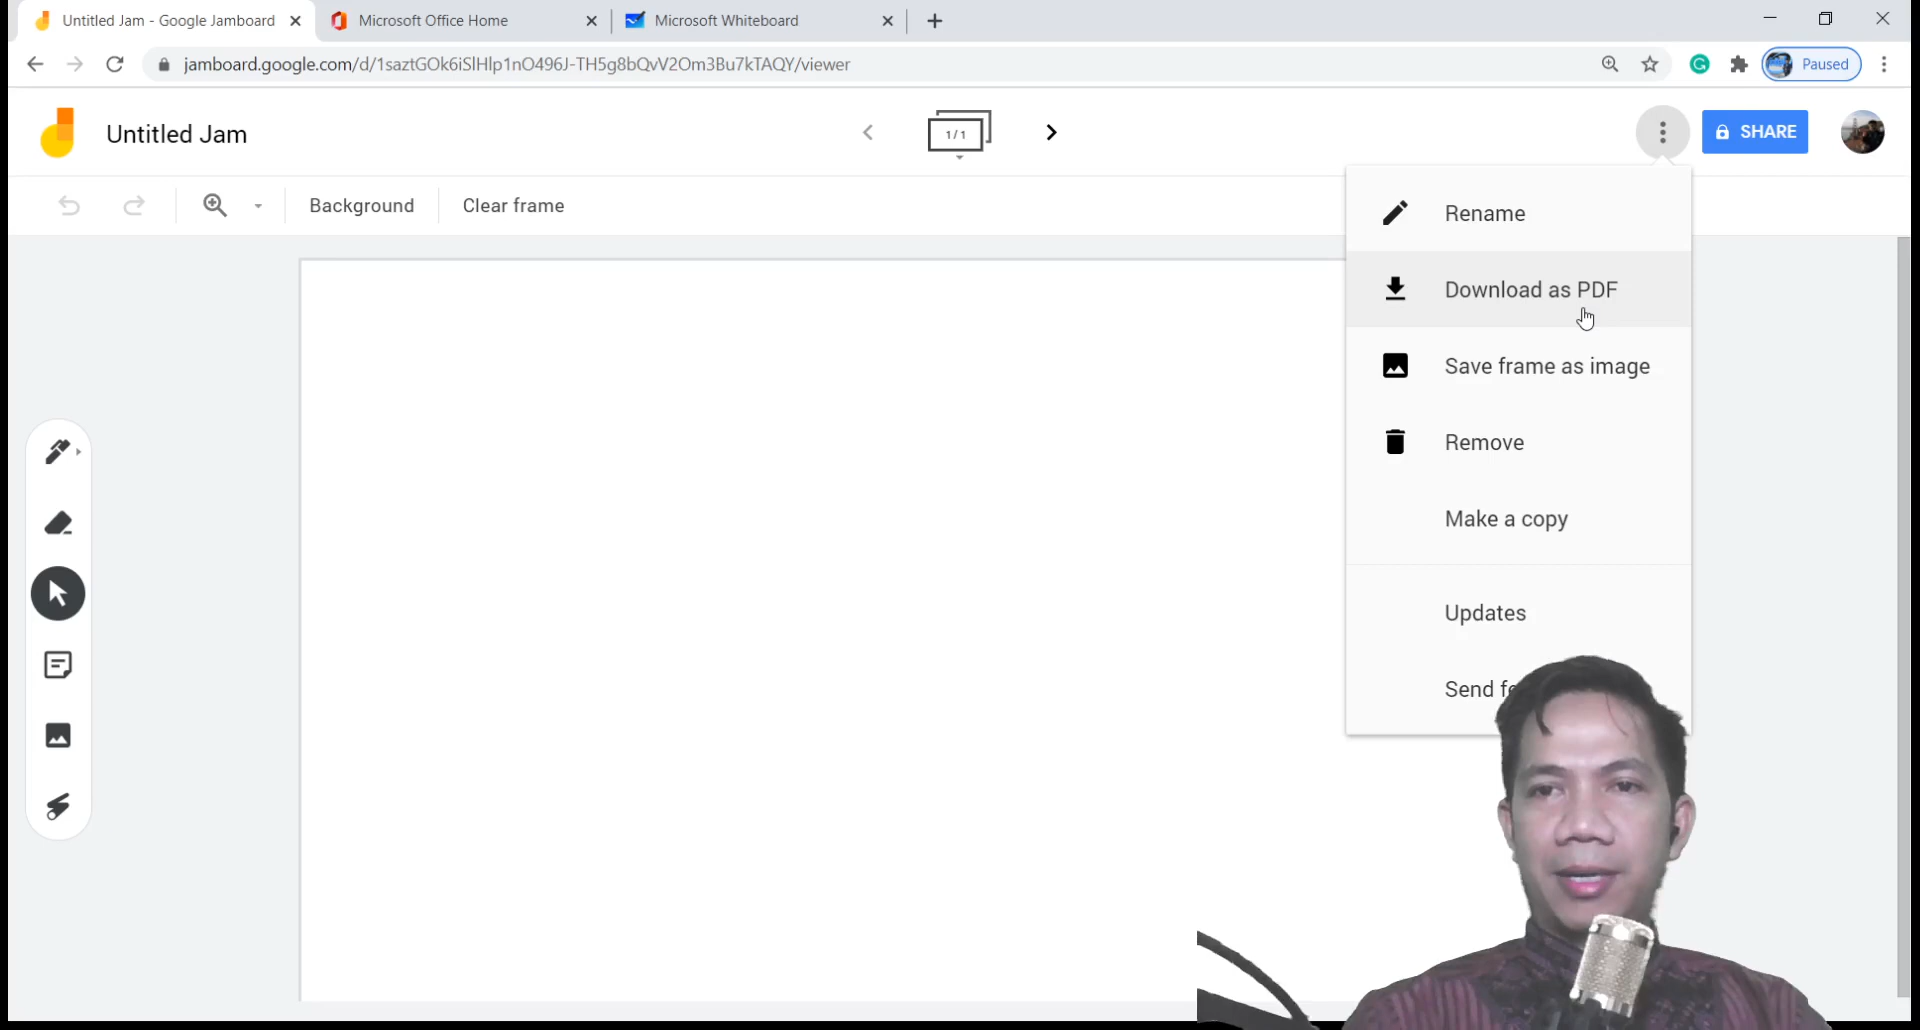 Untitled Jam - Google Jamboard
Microsoft Office Home
Microsoft Whiteboard
jamboard.google.com/d/1saztGOk6iSlHlp1nO496J-TH5g8bQvV2Om3Bu7kTAQY/viewer
Paused
Untitled Jam
1/1
SHARE
Background
Clear frame
Rename
Download as PDF
Save frame as image
Remove
Make a copy
Updates
Send